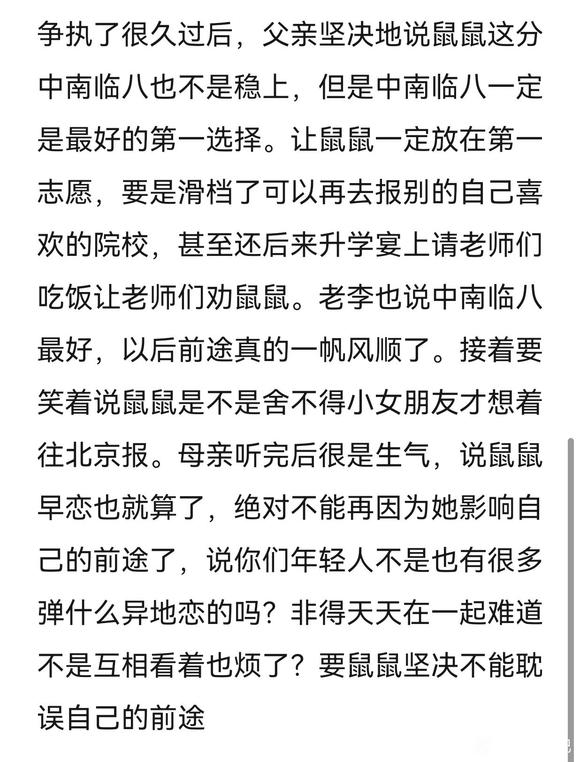 争执了很久过后，父亲坚决地说鼠鼠这分
中南临八也不是稳上，但是中南临八一定
是最好的第一选择。让鼠鼠一定放在第一
志愿，要是滑档了可以再去报别的自己喜
欢的院校，甚至还后来升学宴上请老师们
吃饭让老师们劝鼠鼠。老李也说中南临八
最好，以后前途真的一帆风顺了。接着要
笑着说鼠鼠是不是舍不得小女朋友才想着
往北京报。母亲听完后很是生气，说鼠鼠
早恋也就算了，绝对不能再因为她影响自
己的前途了，说你们年轻人不是也有很多
弹什么异地恋的吗？非得天天在一起难道
不是互相看着也烦了？要鼠鼠坚决不能耽
误自己的前途